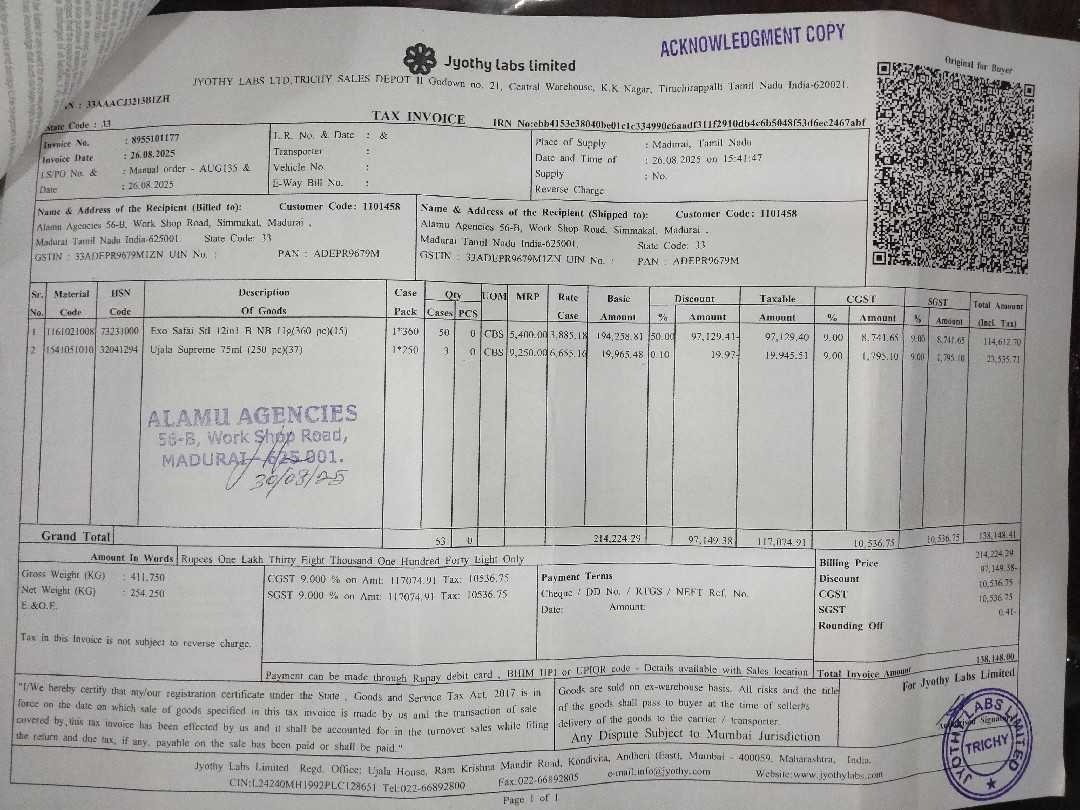 ACKNOWLEDGMENT COPY
Jyothy Labs limited
Original for Buyer
JYOTHY LABS LTD,TRICHY SALES DEPOT II Godown no. 21, Central Warehouse, K.K Nagar, Tiruchirappalli Tamil Nadu India-620021.
: 33AAACJ3213B1ZH
State Code : 33
TAX INVOICE
IRN No:ebb4153e38040be01c1c334990c6aadf311f2910db4c6b5048f53d6ec2467abf
Invoice No. : 8955101177
Invoice Date : 26.08.2025
LS/PO No. & : Manual order - AUG135 &
Date : 26.08.2025
L.R. No. & Date : &
Transporter :
Vehicle No. :
E-Way Bill No. :
Place of Supply : Madurai, Tamil Nadu
Date and Time of : 26.08.2025 on 15:41:47
Supply : No.
Reverse Charge
Name & Address of the Recipient (Billed to): Customer Code: 1101458
Alamu Agencies 56-B, Work Shop Road, Simmakal, Madurai ,
Madurai Tamil Nadu India-625001. State Code: 33
GSTIN : 33ADEPR9679M1ZN UIN No. : PAN : ADEPR9679M
Name & Address of the Recipient (Shipped to): Customer Code: 1101458
Alamu Agencies 56-B, Work Shop Road, Simmakal, Madurai ,
Madurai Tamil Nadu India-625001. State Code: 33
GSTIN : 33ADEPR9679M1ZN UIN No. : PAN : ADEPR9679M
Sr. No. Material Code HSN Code Description Of Goods Case Pack Qty Cases PCS UOM MRP Rate Case Basic Amount Discount % Amount Taxable Amount CGST % Amount SGST % Amount Total Amount (Incl. Tax)
1 1161021008 73231000 Exo Safai Stl 12in1 B NB 11g(360 pc)(15) 1*360 50 0 CBS 5,400.00 3,885.18 194,258.81 50.00 97,129.41- 97,129.40 9.00 8,741.65 9.00 8,741.65 114,612.70
2 1541051010 32041294 Ujala Supreme 75ml (250 pc)(37) 1*250 3 0 CBS 9,250.00 6,655.16 19,965.48 0.10 19.97- 19,945.51 9.00 1,795.10 9.00 1,795.10 23,535.71
ALAMU AGENCIES
56-B, Work Shop Road,
MADURAI - 625 001.
30/08/25
Grand Total 53 0 214,224.29 97,149.38 117,074.91 10,536.75 10,536.75 138,148.41
Amount In Words Rupees One Lakh Thirty Eight Thousand One Hundred Forty Eight Only
Gross Weight (KG) : 411.750
Net Weight (KG) : 254.250
E.&O.E.
Tax in this Invoice is not subject to reverse charge.
CGST 9.000 % on Amt: 117074.91 Tax: 10536.75
SGST 9.000 % on Amt: 117074.91 Tax: 10536.75
Payment Terms
Cheque / DD No. / RTGS / NEFT Ref. No.
Date: Amount:
Billing Price 214,224.29
Discount 97,149.38-
CGST 10,536.75
SGST 10,536.75
Rounding Off 0.41-
Payment can be made through Rupay debit card , BHIM UPI or UPIQR code - Details available with Sales location
Total Invoice Amount 138,148.00
"I/We hereby certify that my/our registration certificate under the State , Goods and Service Tax Act, 2017 is in
force on the date on which sale of goods specified in this tax invoice is made by us and the transaction of sale
covered by,this tax invoice has been effected by us and it shall be accounted for in the turnover sales while filing
the return and due tax, if any, payable on the sale has been paid or shall be paid."
Goods are sold on ex-warehouse basis. All risks and the title
of the goods shall pass to buyer at the time of seller's
delivery of the goods to the carrier / transporter.
Any Dispute Subject to Mumbai Jurisdiction
For Jyothy Labs Limited
Signatory
JYOTHY LABS LIMITED
TRICHY
Jyothy Labs Limited Regd. Office: Ujala House, Ram Krishna Mandir Road, Kondivita, Andheri (East), Mumbai - 400059, Maharashtra, India.
CIN:L24240MH1992PLC128651 Tel:022-66892800 Fax:022-66892805 e-mail:info@jyothy.com Website:www.jyothylabs.com
Page 1 of 1